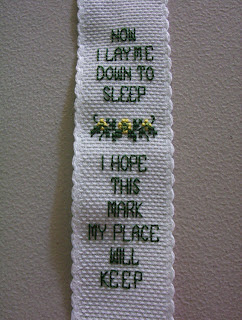 NOW
I LAY ME
DOWN TO
SLEEP
I HOPE
THIS
MARK
MY PLACE
WILL
KEEP